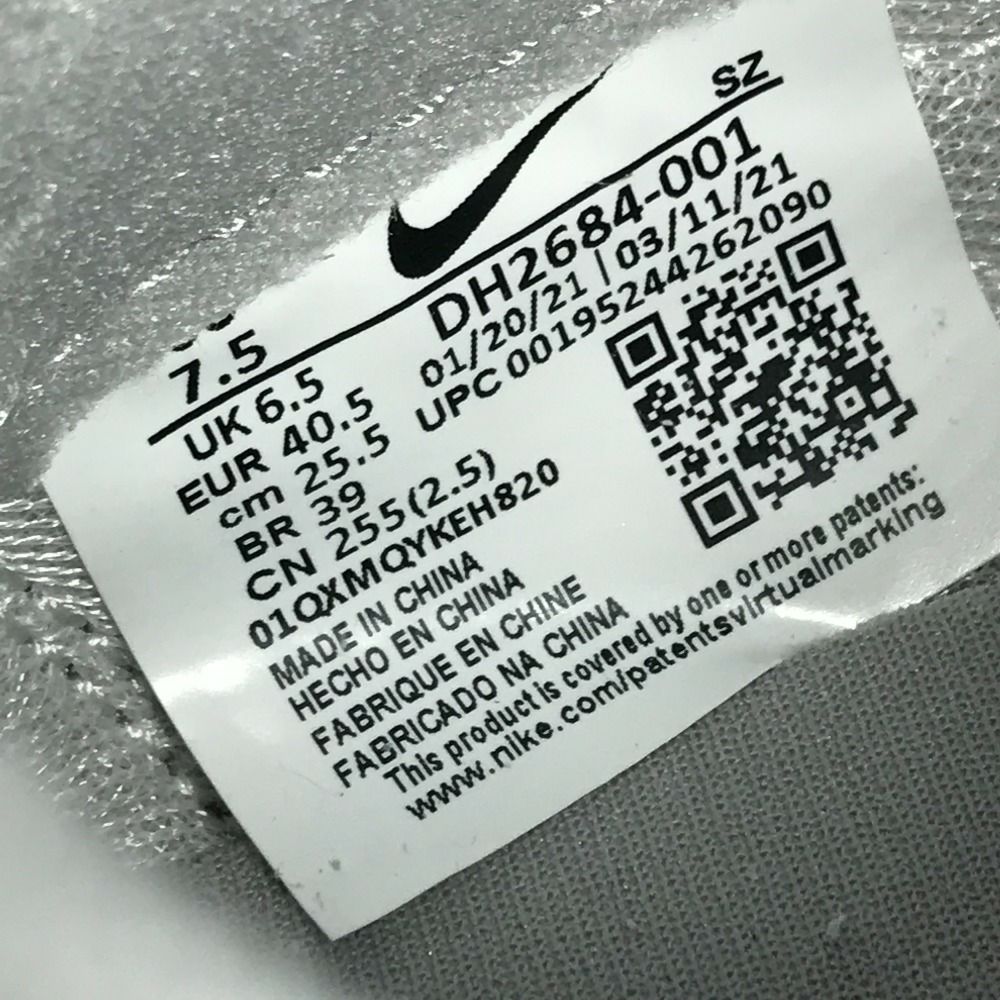 SZ
7.5
DH2684-001
UK 6.5
01/20/21 | 03/11/21
EUR 40.5
UPC 00195244262090
cm 25.5
BR 39
CN 255(2.5)
01QXMQYKEH820
MADE IN CHINA
HECHO EN CHINA
FABRIQUE EN CHINE
FABRICADO NA CHINA
This product is covered by one or more patents:
www.nike.com/patentsvirtualmarking